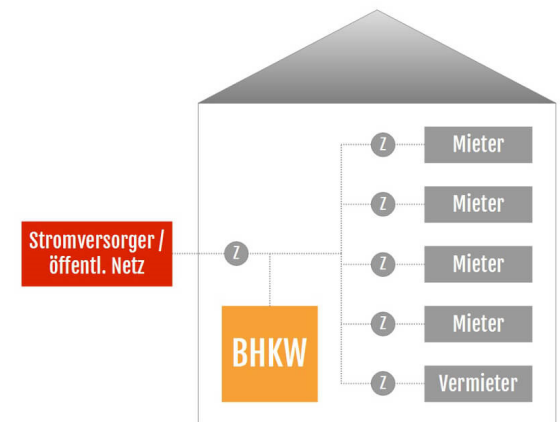 Z Mieter
Z Mieter
Stromversorger /
öffentl. Netz
Z
Z Mieter
BHKW
Z Mieter
Z Vermieter